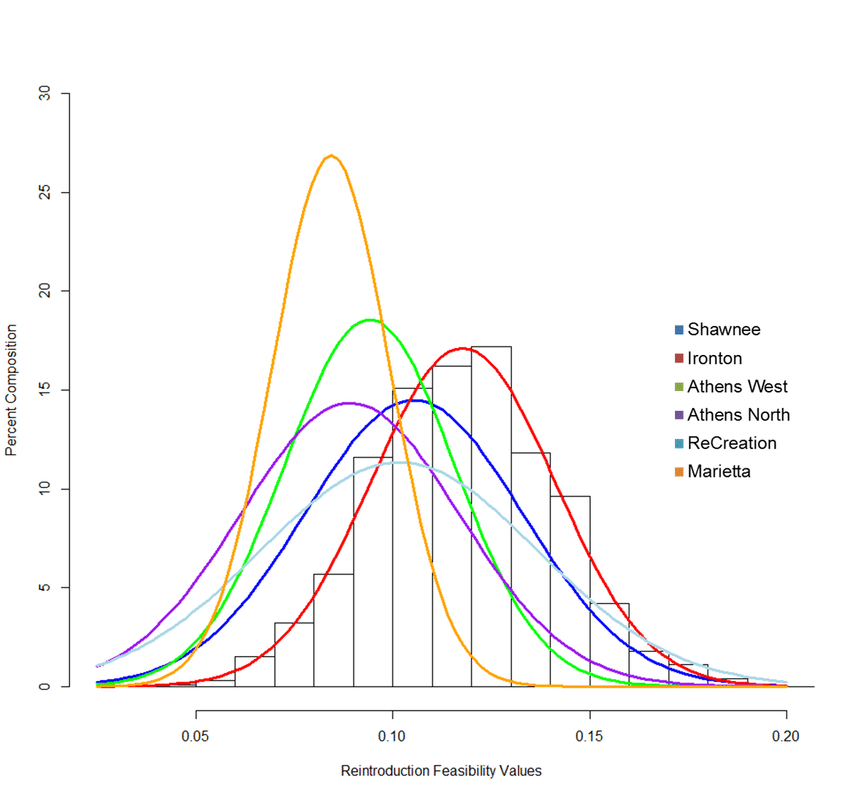 30
25
20
15
10
5
0
Percent Composition
Shawnee
Ironton
Athens West
Athens North
ReCreation
Marietta
0.05 0.10 0.15 0.20
Reintroduction Feasibility Values